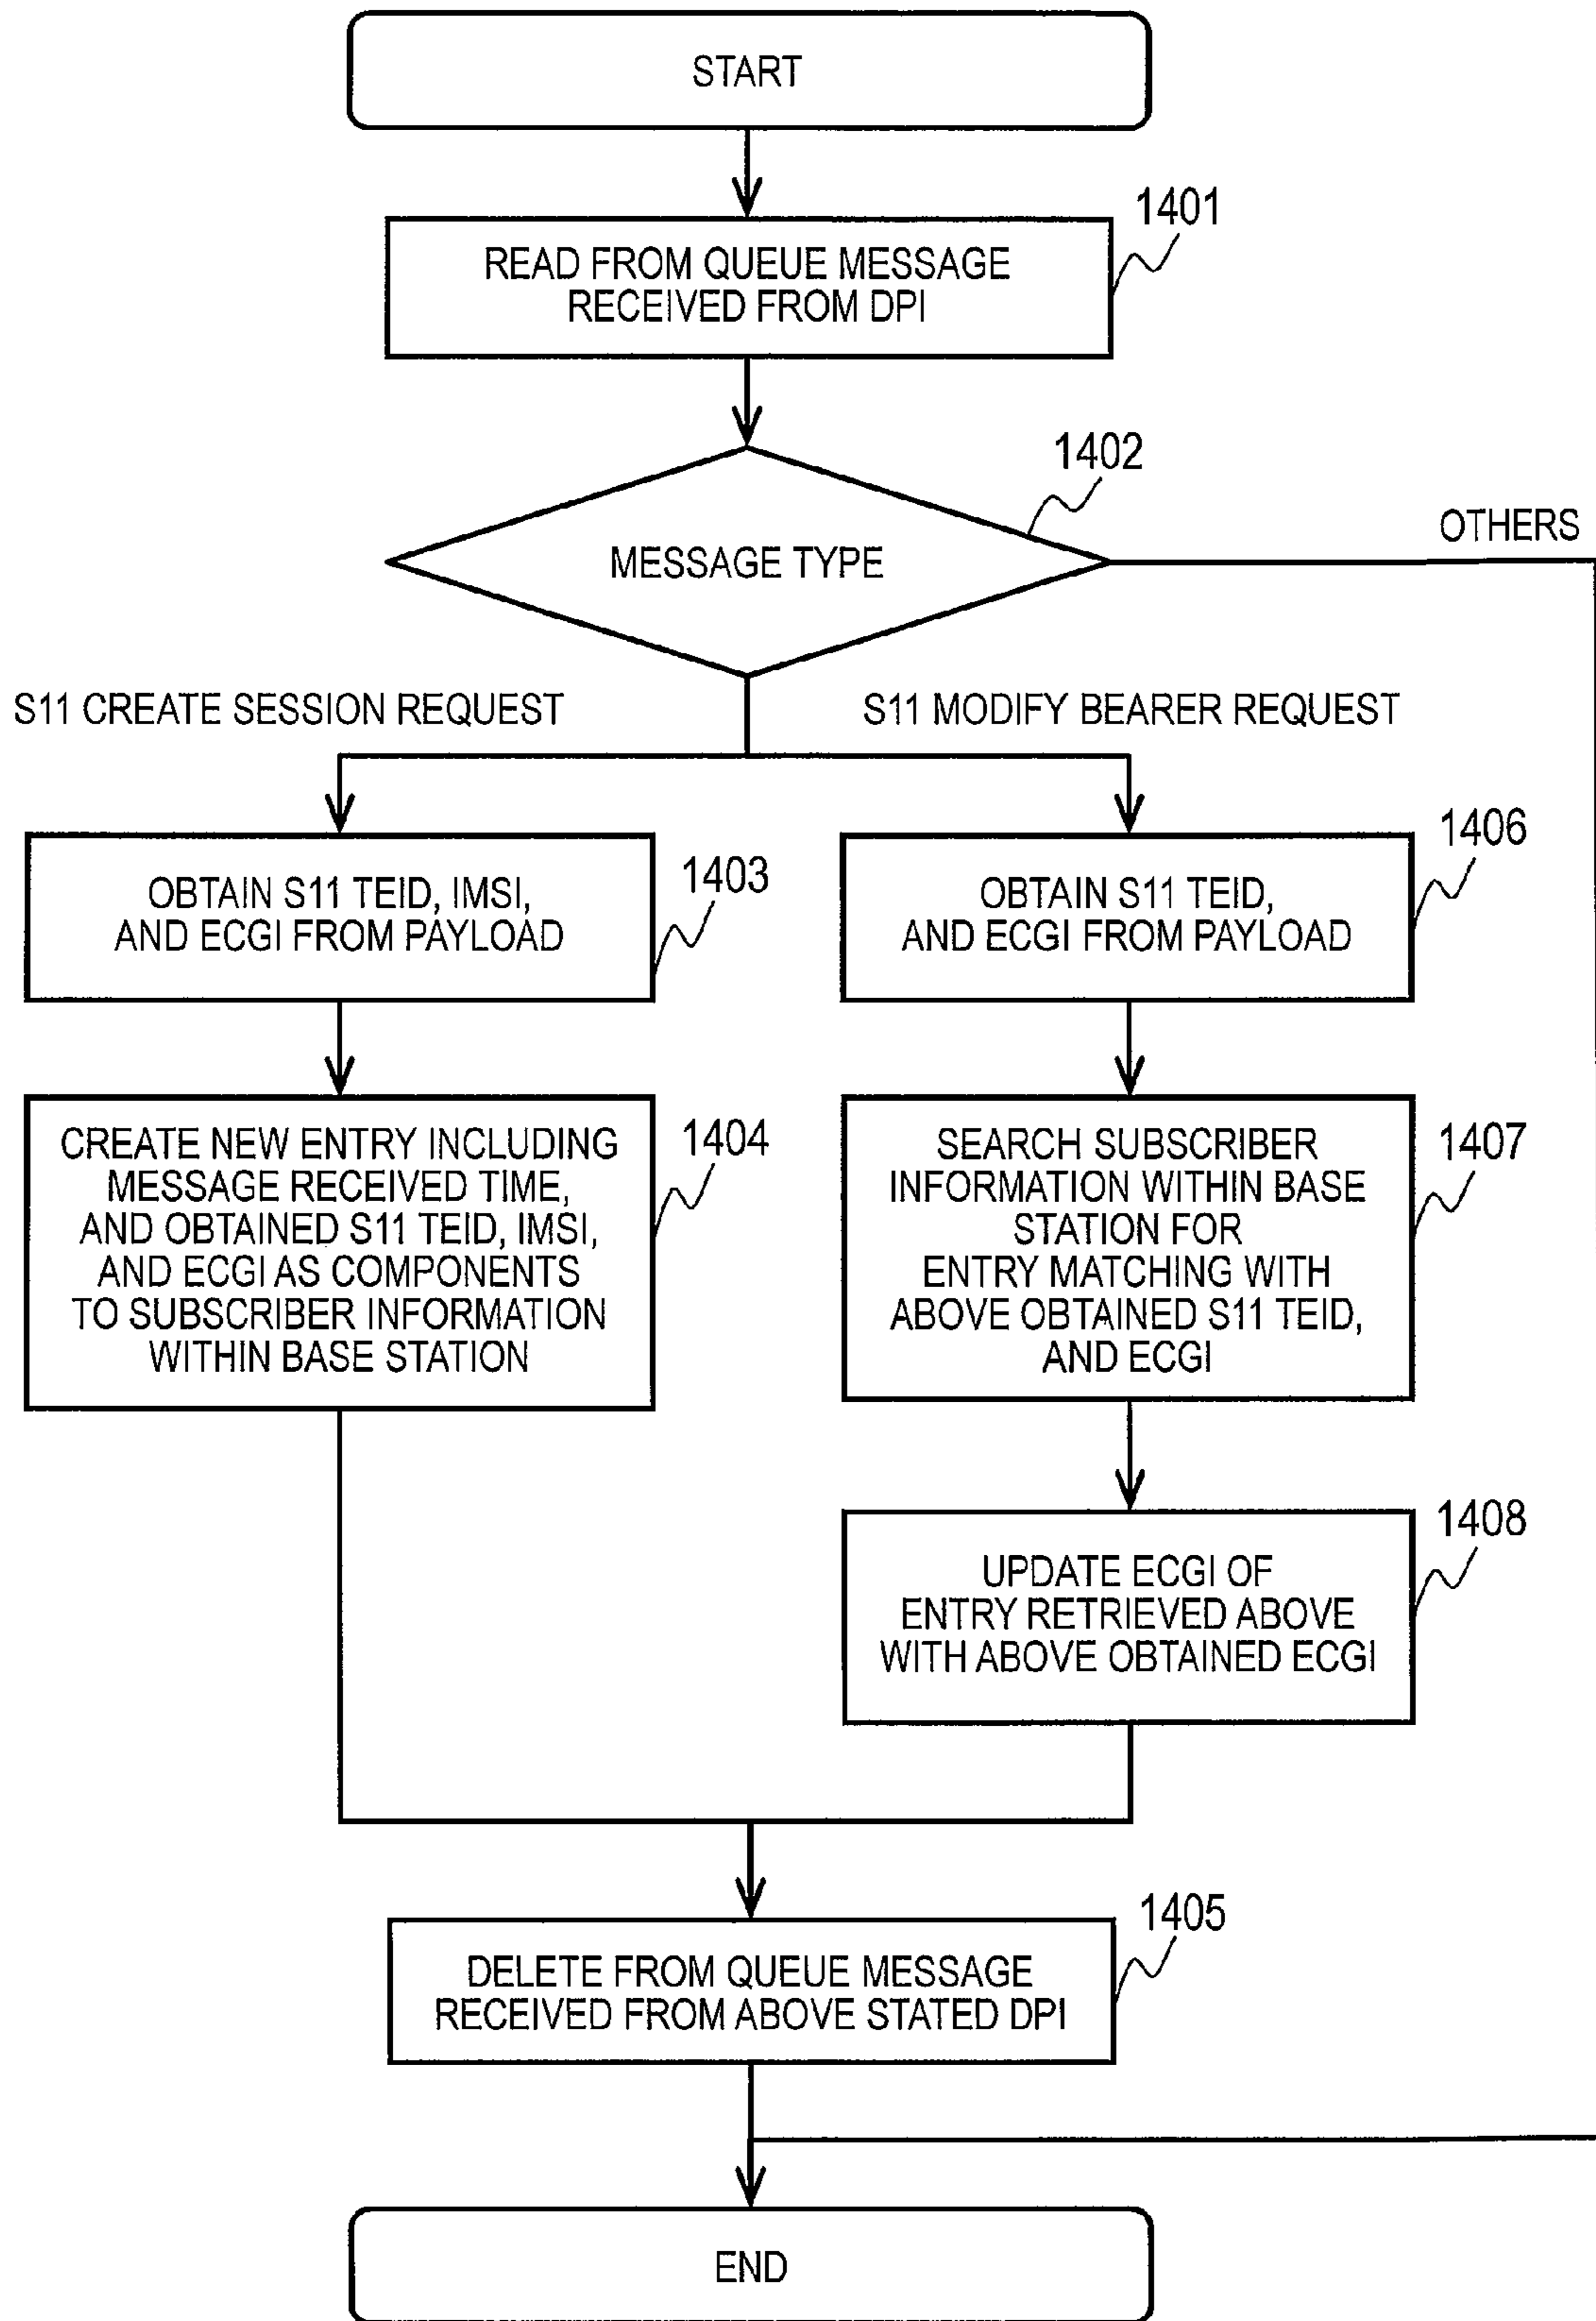 START
1401
READ FROM QUEUE MESSAGE
RECEIVED FROM DPI
1402
OTHERS
MESSAGE TYPE
S11 CREATE SESSION REQUEST
S11 MODIFY BEARER REQUEST
1403
OBTAIN S11 TEID, IMSI,
AND ECGI FROM PAYLOAD
1404
CREATE NEW ENTRY INCLUDING
MESSAGE RECEIVED TIME,
AND OBTAINED S11 TEID, IMSI,
AND ECGI AS COMPONENTS
TO SUBSCRIBER INFORMATION
WITHIN BASE STATION
1406
OBTAIN S11 TEID,
AND ECGI FROM PAYLOAD
1407
SEARCH SUBSCRIBER
INFORMATION WITHIN BASE
STATION FOR
ENTRY MATCHING WITH
ABOVE OBTAINED S11 TEID,
AND ECGI
1408
UPDATE ECGI OF
ENTRY RETRIEVED ABOVE
WITH ABOVE OBTAINED ECGI
1405
DELETE FROM QUEUE MESSAGE
RECEIVED FROM ABOVE STATED DPI
END